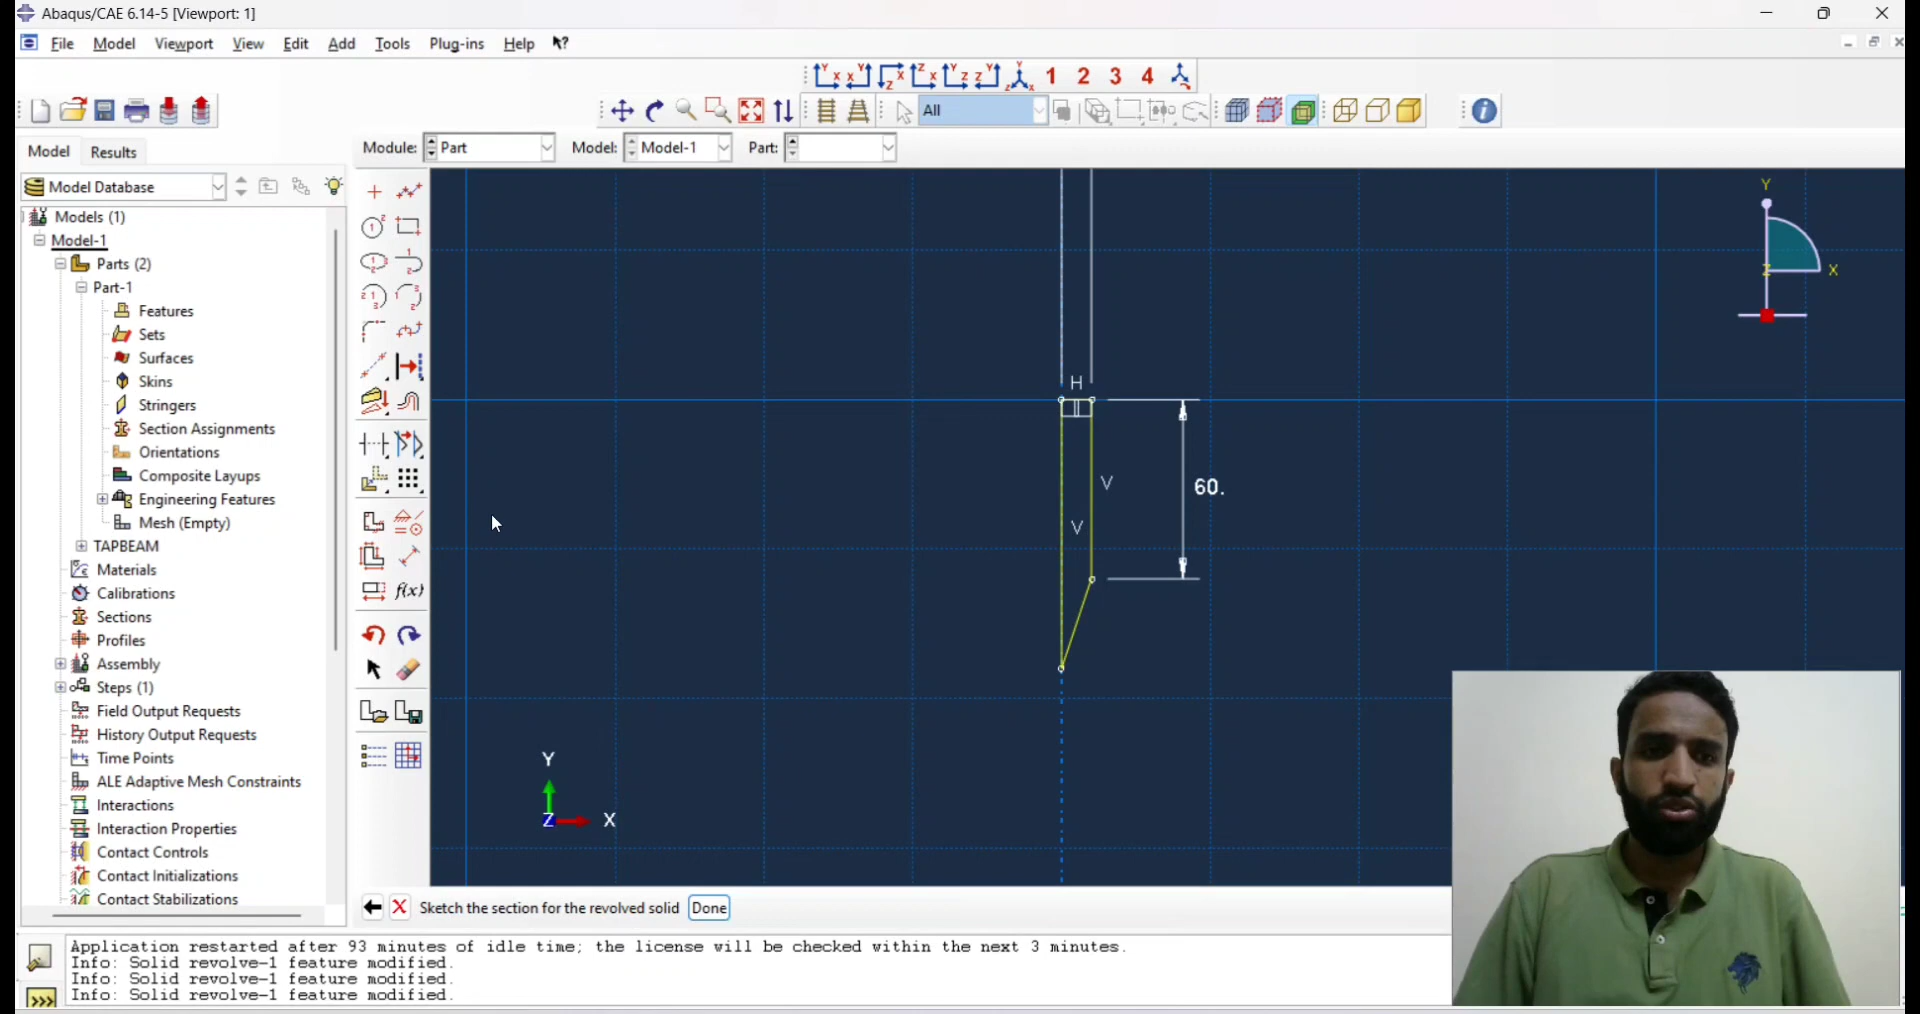 Abaqus/CAE 6.14-5 [Viewport: 1]
File Model Viewport View Edit Add Tools Plug-ins Help
1 2 3 4
All
Model Results
Module: Part Model: Model-1 Part:
Model Database
Models (1)
Model-1
Parts (2)
Part-1
Features
Sets
Surfaces
Skins
Stringers
Section Assignments
Orientations
Composite Layups
Engineering Features
Mesh (Empty)
TAPBEAM
Materials
Calibrations
Sections
Profiles
Assembly
Steps (1)
Field Output Requests
History Output Requests
Time Points
ALE Adaptive Mesh Constraints
Interactions
Interaction Properties
Contact Controls
Contact Initializations
Contact Stabilizations
f(x)
H
V
V
60.
Y
Z X
Y
Z X
Sketch the section for the revolved solid Done
Application restarted after 93 minutes of idle time; the license will be checked within the next 3 minutes.
Info: Solid revolve-1 feature modified.
Info: Solid revolve-1 feature modified.
Info: Solid revolve-1 feature modified.
>>>